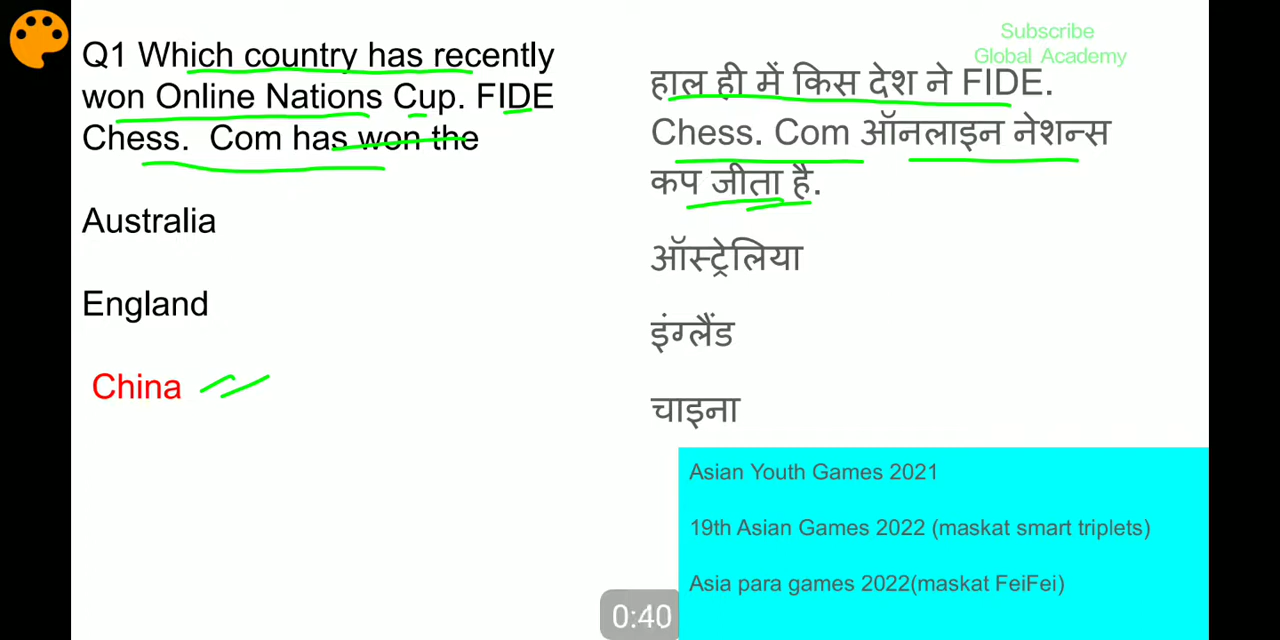 Subscribe
Global Academy
Q1 Which country has recently
won Online Nations Cup. FIDE
Chess. Com has won the
Australia
England
China
हाल ही में किस देश ने FIDE.
Chess. Com ऑनलाइन नेशन्स
कप जीता है.
ऑस्ट्रेलिया
इंग्लैंड
चाइना
Asian Youth Games 2021
19th Asian Games 2022 (maskat smart triplets)
Asia para games 2022(maskat FeiFei)
0:40